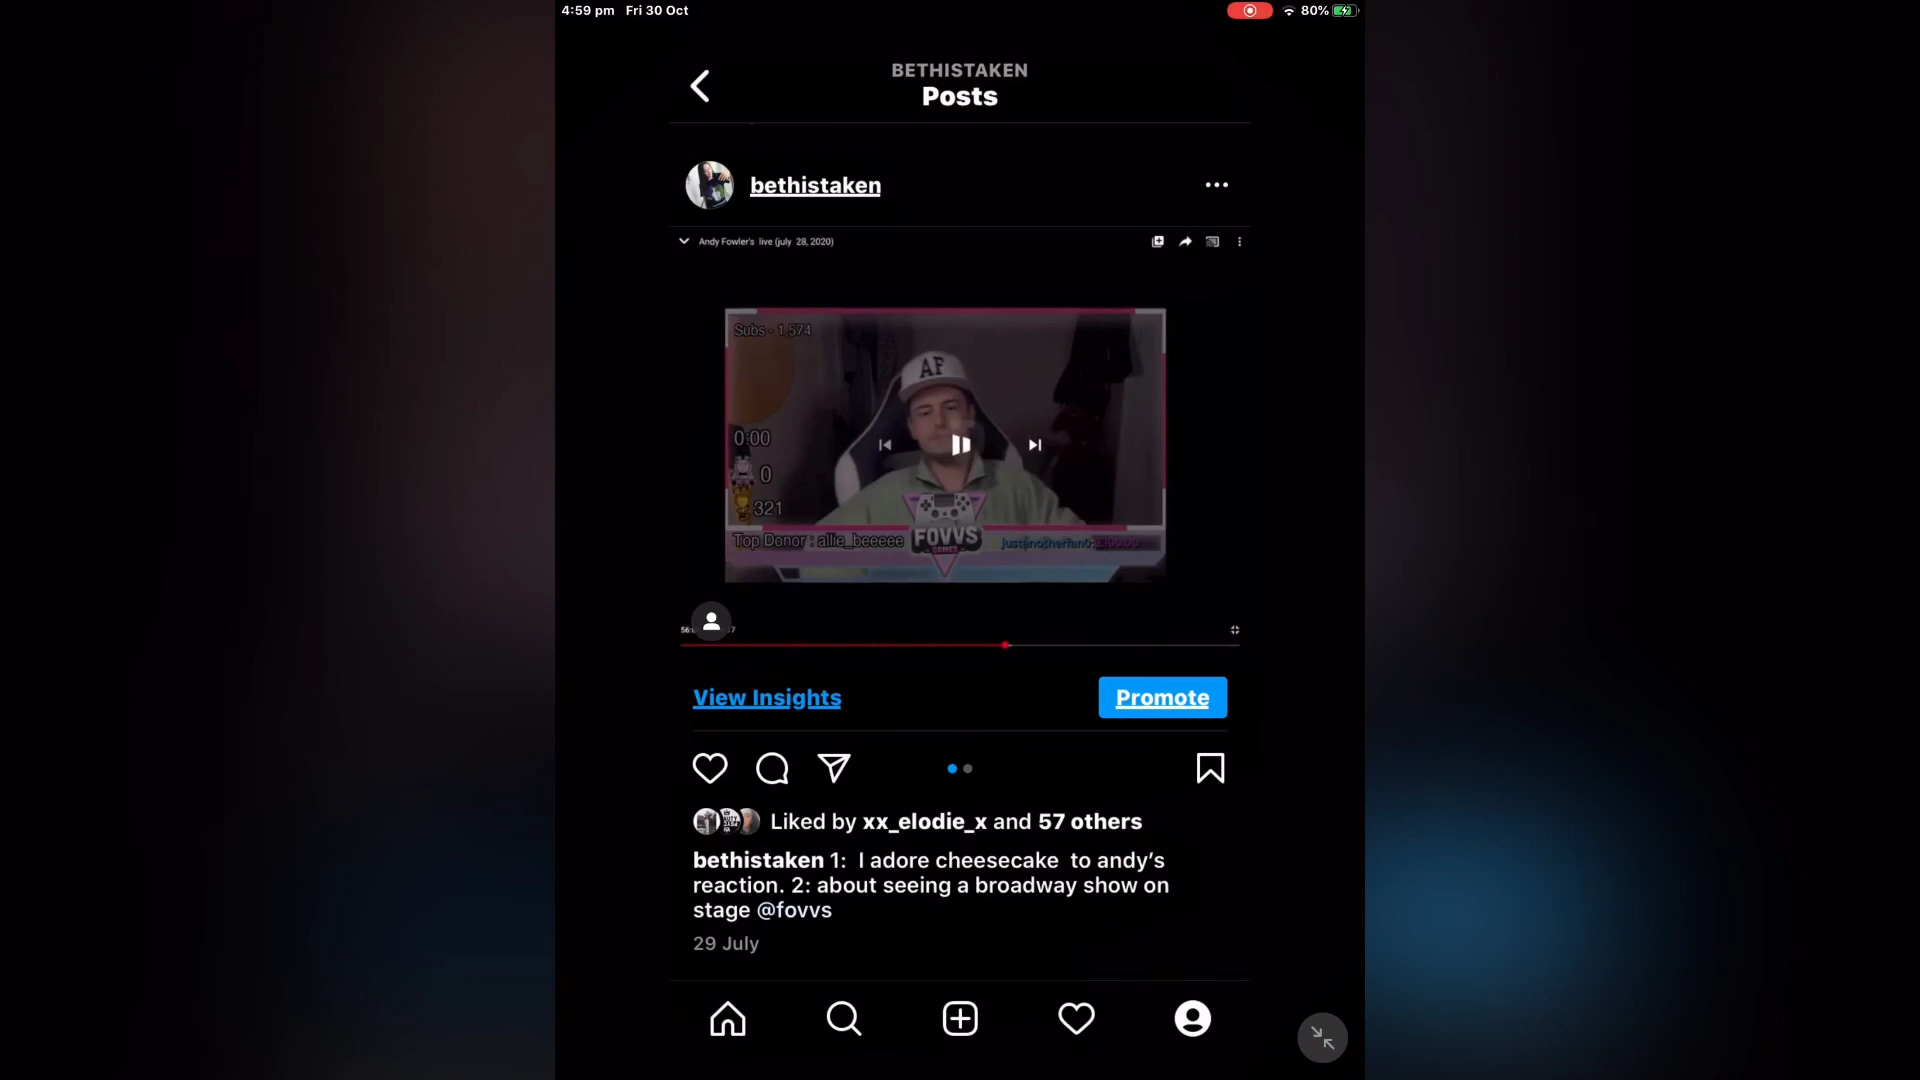 4:59 pm Fri 30 Oct
80%
BETHISTAKEN
Posts
bethistaken
Andy Fowler's live (july 28, 2020)
Subs - 1,574
AF
0:00
0
321
Top Donor : allie_beeeee
FOVVS
GAMES
View Insights
Promote
Liked by xx_elodie_x and 57 others
bethistaken 1: I adore cheesecake to andy's
reaction. 2: about seeing a broadway show on
stage @fovvs
29 July